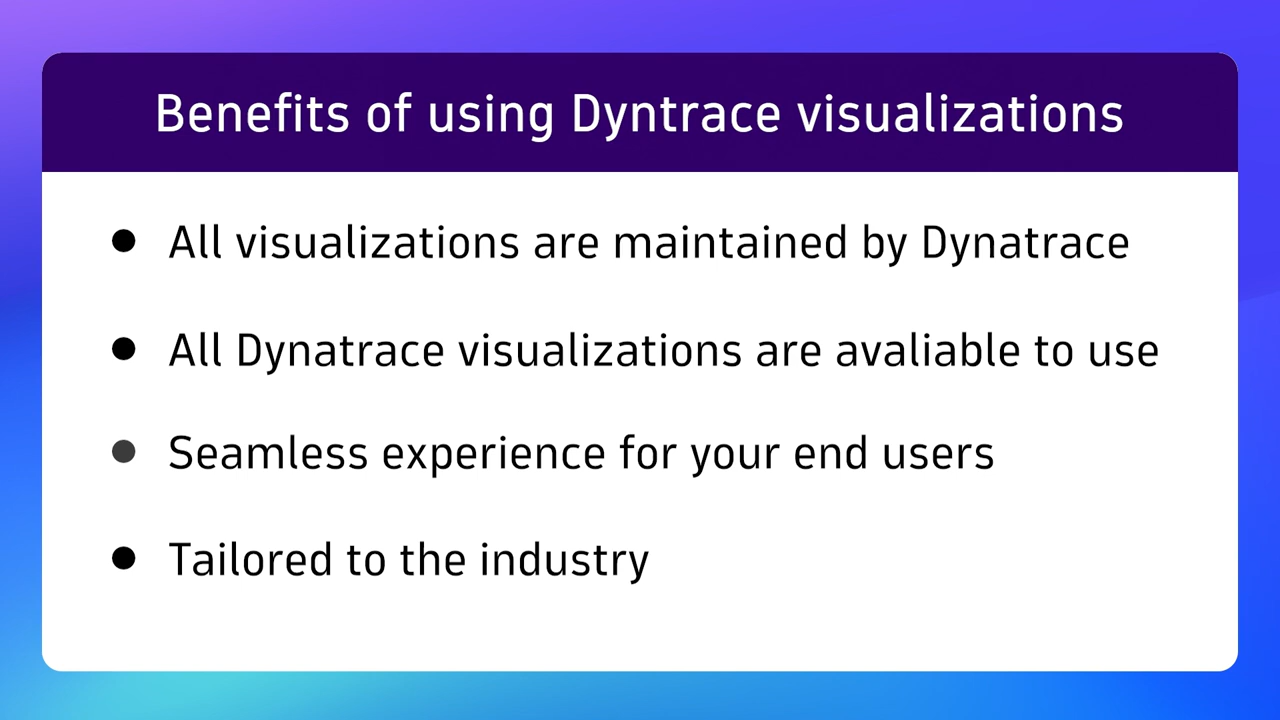 Benefits of using Dyntrace visualizations
● All visualizations are maintained by Dynatrace
● All Dynatrace visualizations are avaliable to use
● Seamless experience for your end users
● Tailored to the industry